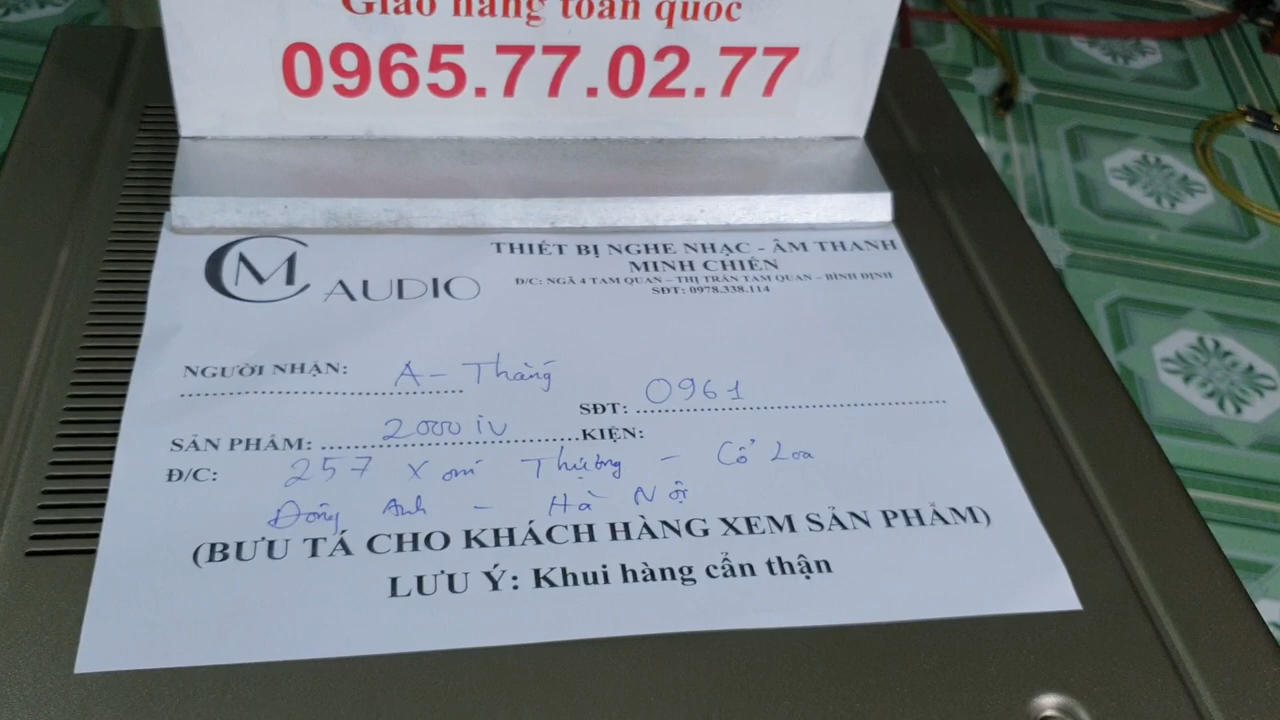 Giao hàng toàn quốc
0965.77.02.77
CM AUDIO
THIẾT BỊ NGHE NHẠC - ÂM THANH
MINH CHIẾN
Đ/C: NGÃ 4 TAM QUAN – THỊ TRẤN TAM QUAN – BÌNH ĐỊNH
SĐT: 0978.338.114
NGƯỜI NHẬN: A - Thắng
SĐT: 0961
SẢN PHẨM: 2000 iv KIỆN:
Đ/C: 257 Xóm Thượng - Cổ Loa
Đông Anh - Hà Nội
(BƯU TÁ CHO KHÁCH HÀNG XEM SẢN PHẨM)
LƯU Ý: Khui hàng cẩn thận